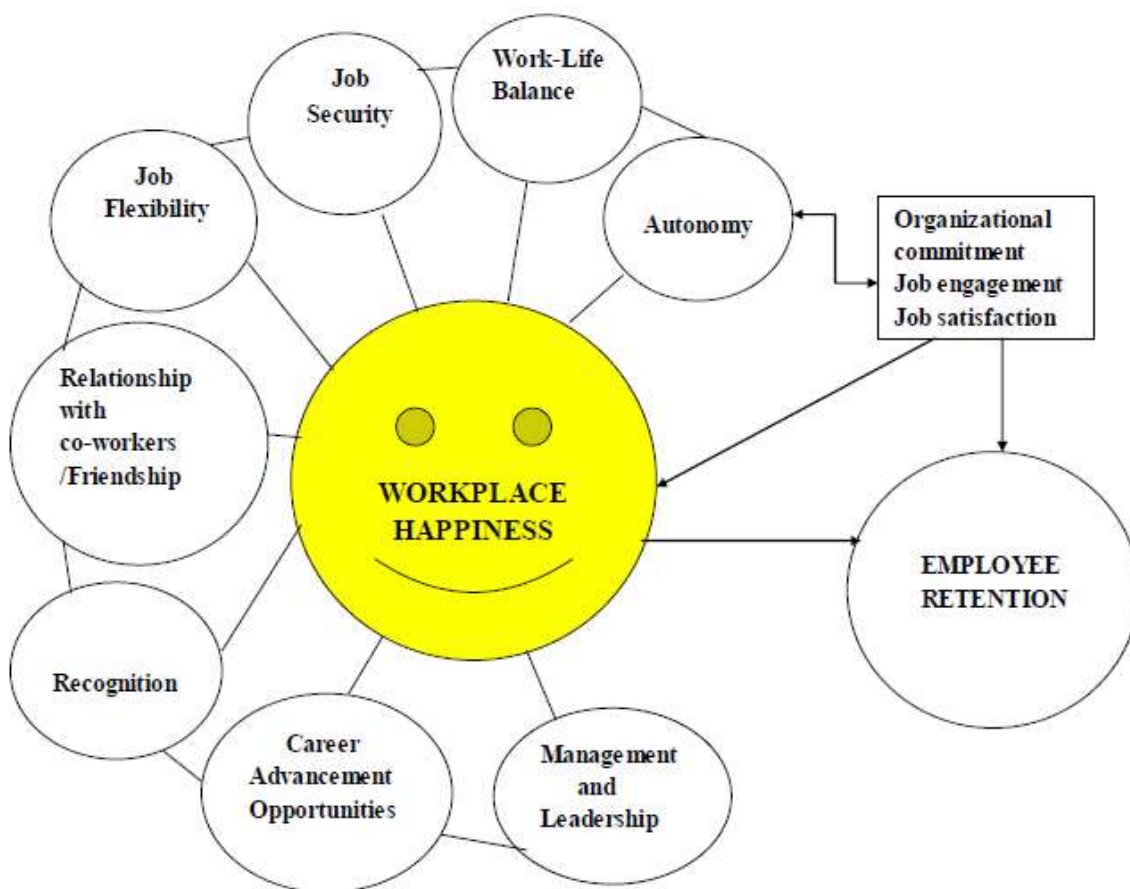 Work-Life
Balance
Job
Security
Job
Flexibility
Autonomy
Organizational
commitment
Job engagement
Job satisfaction
Relationship
with
co-workers
/Friendship
WORKPLACE
HAPPINESS
EMPLOYEE
RETENTION
Recognition
Career
Advancement
Opportunities
Management
and
Leadership